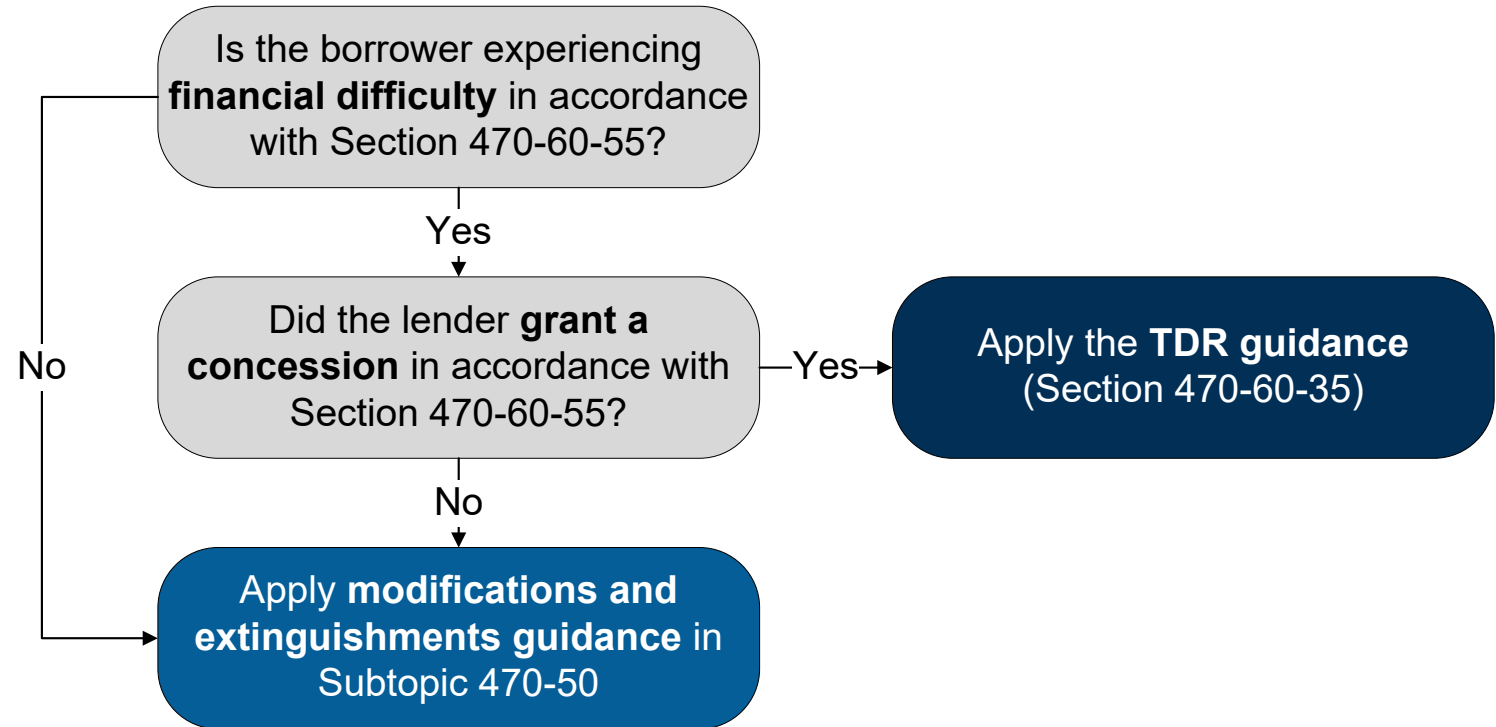 Is the borrower experiencing
financial difficulty in accordance
with Section 470-60-55?
Yes
Did the lender grant a
concession in accordance with
Section 470-60-55?
No
Yes
Apply the TDR guidance
(Section 470-60-35)
No
Apply modifications and
extinguishments guidance in
Subtopic 470-50